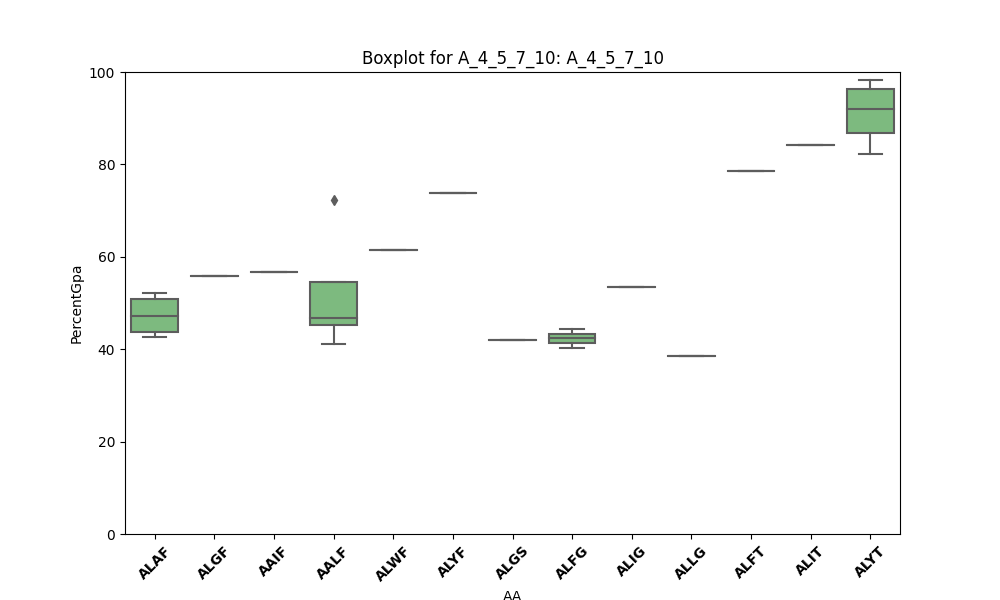 Boxplot for A_4_5_7_10: A_4_5_7_10
100
80
60
40
20
0
PercentGpa
ALAF ALGF AAIF AALF ALWF ALYF ALGS ALFG ALIG ALLG ALFT ALIT ALYT
AA